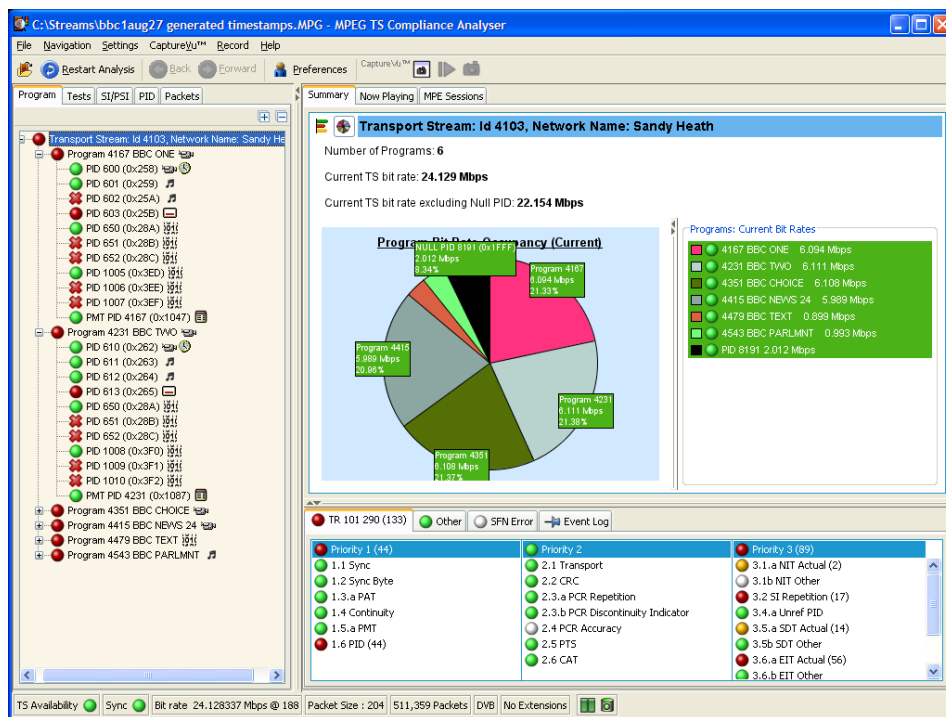 C:\Streams\bbc1aug27 generated timestamps.MPG - MPEG TS Compliance Analyser
File Navigation Settings CaptureVu™ Record Help
Restart Analysis Back Forward Preferences CaptureVu™
Program Tests SI/PSI PID Packets
Transport Stream: Id 4103, Network Name: Sandy He
Program 4167 BBC ONE
PID 600 (0x258)
PID 601 (0x259)
PID 602 (0x25A)
PID 603 (0x25B)
PID 650 (0x28A)
PID 651 (0x28B)
PID 652 (0x28C)
PID 1005 (0x3ED)
PID 1006 (0x3EE)
PID 1007 (0x3EF)
PMT PID 4167 (0x1047)
Program 4231 BBC TWO
PID 610 (0x262)
PID 611 (0x263)
PID 612 (0x264)
PID 613 (0x265)
PID 650 (0x28A)
PID 651 (0x28B)
PID 652 (0x28C)
PID 1008 (0x3F0)
PID 1009 (0x3F1)
PID 1010 (0x3F2)
PMT PID 4231 (0x1087)
Program 4351 BBC CHOICE
Program 4415 BBC NEWS 24
Program 4479 BBC TEXT
Program 4543 BBC PARLMNT
Summary Now Playing MPE Sessions
Transport Stream: Id 4103, Network Name: Sandy Heath
Number of Programs: 6
Current TS bit rate: 24.129 Mbps
Current TS bit rate excluding Null PID: 22.154 Mbps
Program Bit Rate Occupancy (Current)
NULL PID 8191 (0x1FFF)
2.012 Mbps
8.34%
Program 4167
6.094 Mbps
21.33%
Program 4415
5.989 Mbps
20.96%
Program 4231
6.111 Mbps
21.38%
Program 4351
6.108 Mbps
21.37%
Programs: Current Bit Rates
4167 BBC ONE 6.094 Mbps
4231 BBC TWO 6.111 Mbps
4351 BBC CHOICE 6.108 Mbps
4415 BBC NEWS 24 5.989 Mbps
4479 BBC TEXT 0.899 Mbps
4543 BBC PARLMNT 0.993 Mbps
PID 8191 2.012 Mbps
TR 101 290 (133) Other SFN Error Event Log
Priority 1 (44)
1.1 Sync
1.2 Sync Byte
1.3.a PAT
1.4 Continuity
1.5.a PMT
1.6 PID (44)
Priority 2
2.1 Transport
2.2 CRC
2.3.a PCR Repetition
2.3.b PCR Discontinuity Indicator
2.4 PCR Accuracy
2.5 PTS
2.6 CAT
Priority 3 (89)
3.1.a NIT Actual (2)
3.1b NIT Other
3.2 SI Repetition (17)
3.4.a Unref PID
3.5.a SDT Actual (14)
3.5b SDT Other
3.6.a EIT Actual (56)
3.6.b EIT Other
TS Availability Sync Bit rate 24.128337 Mbps @ 188 Packet Size : 204 511,359 Packets DVB No Extensions